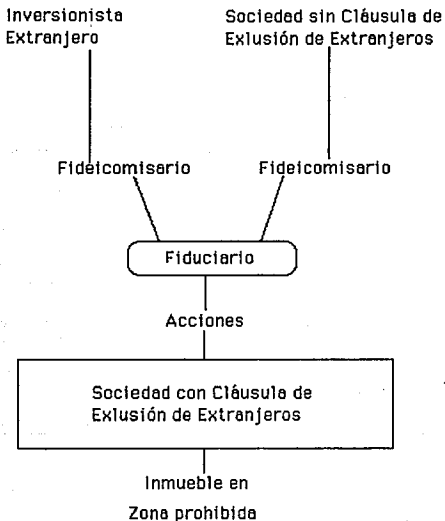 Inversionista
Extranjero
Sociedad sin Cláusula de
Exlusión de Extranjeros
Fideicomisario
Fideicomisario
Fiduciario
Acciones
Sociedad con Cláusula de
Exlusión de Extranjeros
Inmueble en
Zona prohibida